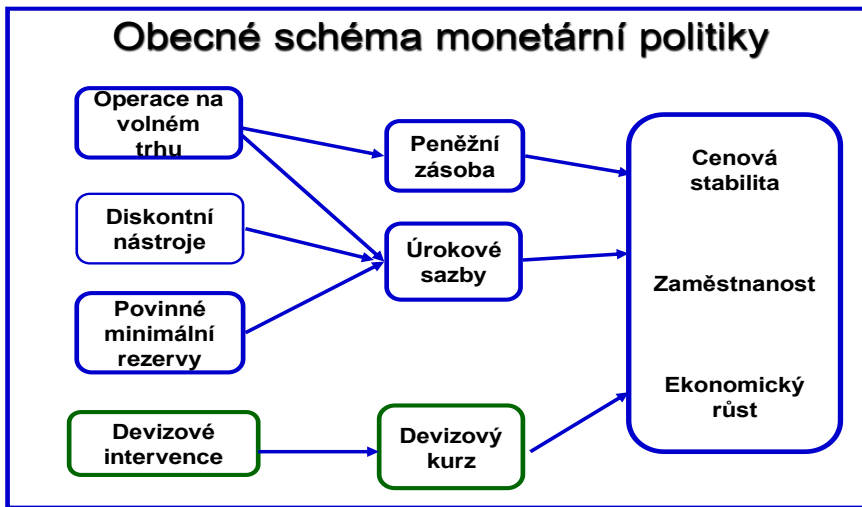 Obecné schéma monetární politiky
Operace na
volném
trhu
Peněžní
zásoba
Cenová
stabilita
Diskontní
nástroje
Úrokové
sazby
Zaměstnanost
Povinné
minimální
rezervy
Ekonomický
růst
Devizové
intervence
Devizový
kurz